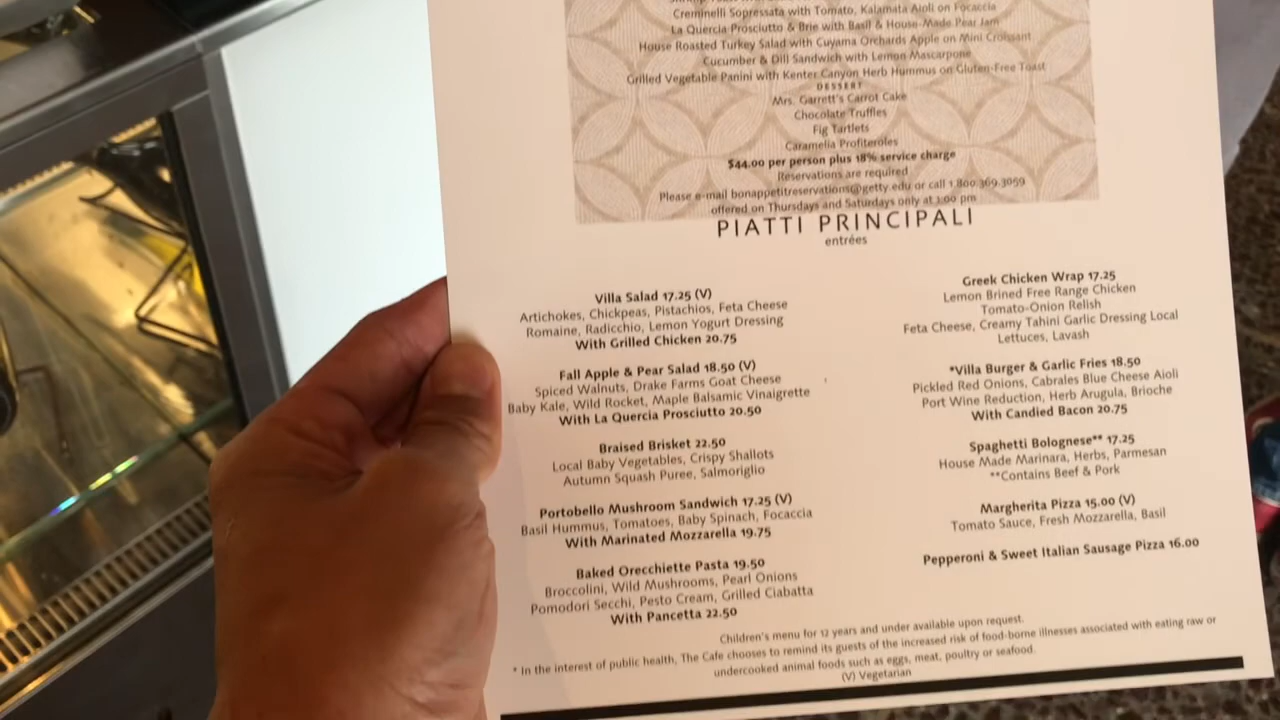 Creminelli Sopressata with Tomato, Kalamata Aioli on Focaccia
La Quercia Prosciutto & Brie with Basil & House-Made Pear Jam
House Roasted Turkey Salad with Cuyama Orchards Apple on Mini Croissant
Cucumber & Dill Sandwich with Lemon Mascarpone
Grilled Vegetable Panini with Kenter Canyon Herb Hummus on Gluten-Free Toast
DESSERT
Mrs. Garrett's Carrot Cake
Chocolate Truffles
Fig Tartlets
Caramelia Profiteroles
$44.00 per person plus 18% service charge
Reservations are required
Please e-mail bonappetitreservations@getty.edu or call 1.800.369.3059
offered on Thursdays and Saturdays only at 1:00 pm
PIATTI PRINCIPALI
entrées
Villa Salad 17.25 (V)
Artichokes, Chickpeas, Pistachios, Feta Cheese
Romaine, Radicchio, Lemon Yogurt Dressing
With Grilled Chicken 20.75
Fall Apple & Pear Salad 18.50 (V)
Spiced Walnuts, Drake Farms Goat Cheese
Baby Kale, Wild Rocket, Maple Balsamic Vinaigrette
With La Quercia Prosciutto 20.50
Braised Brisket 22.50
Local Baby Vegetables, Crispy Shallots
Autumn Squash Puree, Salmoriglio
Portobello Mushroom Sandwich 17.25 (V)
Basil Hummus, Tomatoes, Baby Spinach, Focaccia
With Marinated Mozzarella 19.75
Baked Orecchiette Pasta 19.50
Broccolini, Wild Mushrooms, Pearl Onions
Pomodori Secchi, Pesto Cream, Grilled Ciabatta
With Pancetta 22.50
Greek Chicken Wrap 17.25
Lemon Brined Free Range Chicken
Tomato-Onion Relish
Feta Cheese, Creamy Tahini Garlic Dressing Local
Lettuces, Lavash
*Villa Burger & Garlic Fries 18.50
Pickled Red Onions, Cabrales Blue Cheese Aioli
Port Wine Reduction, Herb Arugula, Brioche
With Candied Bacon 20.75
Spaghetti Bolognese** 17.25
House Made Marinara, Herbs, Parmesan
**Contains Beef & Pork
Margherita Pizza 15.00 (V)
Tomato Sauce, Fresh Mozzarella, Basil
Pepperoni & Sweet Italian Sausage Pizza 16.00
Children's menu for 12 years and under available upon request.
* In the interest of public health, The Cafe chooses to remind its guests of the increased risk of food-borne illnesses associated with eating raw or
undercooked animal foods such as eggs, meat, poultry or seafood.
(V) Vegetarian